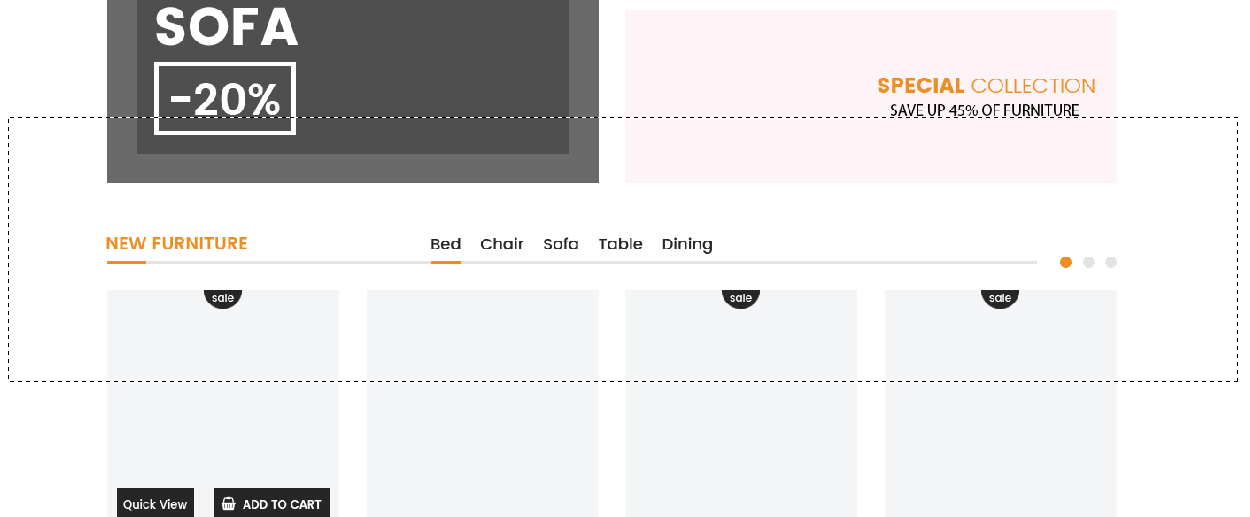 SOFA
-20%
SPECIAL COLLECTION
SAVE UP 45% OF FURNITURE
NEW FURNITURE
Bed Chair Sofa Table Dining
sale
sale
sale
Quick View
ADD TO CART